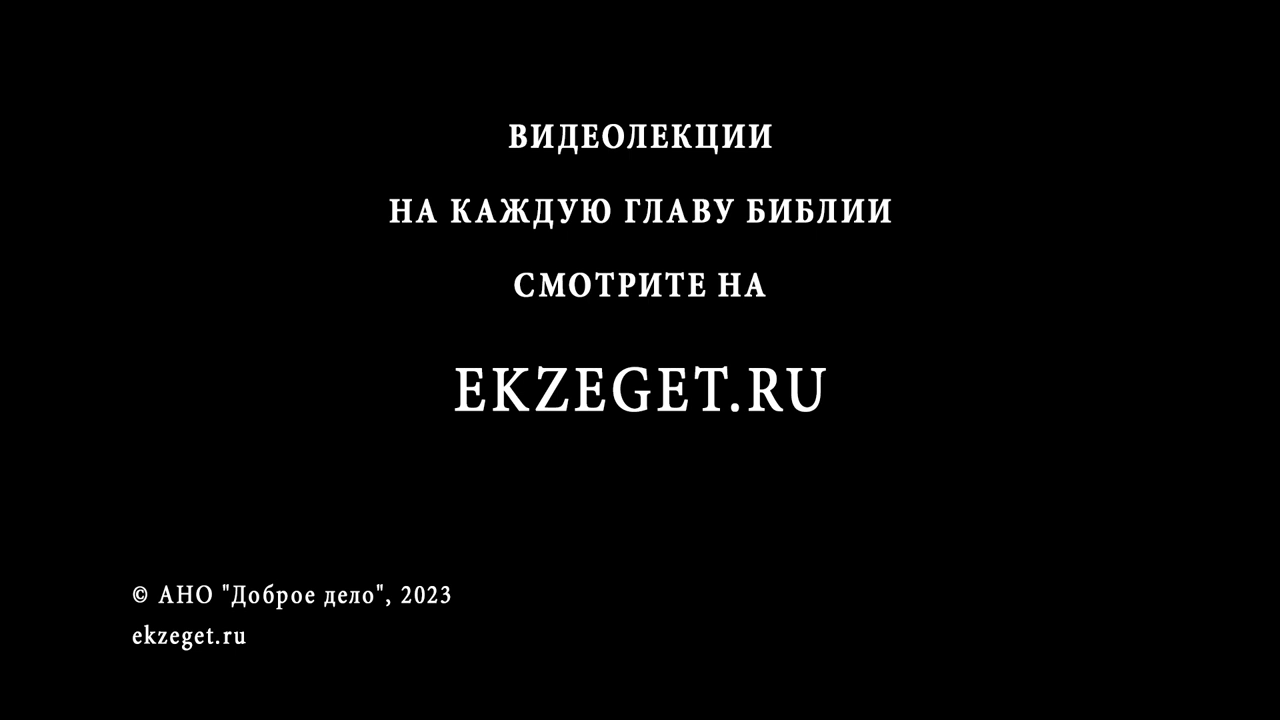 ВИДЕОЛЕКЦИИ
НА КАЖДУЮ ГЛАВУ БИБЛИИ
СМОТРИТЕ НА
EKZEGET.RU
© АНО "Доброе дело", 2023
ekzeget.ru